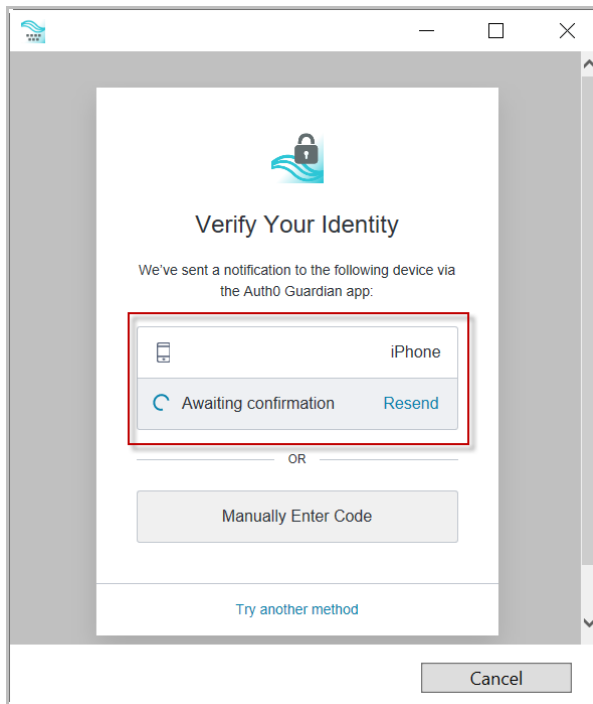 Verify Your Identity
We've sent a notification to the following device via
the Auth0 Guardian app:
iPhone
Awaiting confirmation Resend
OR
Manually Enter Code
Try another method
Cancel